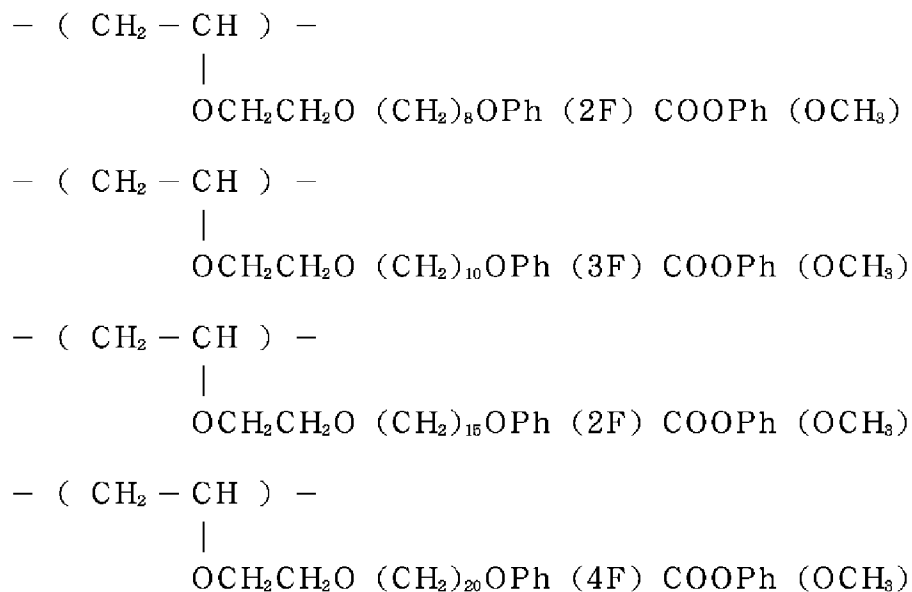 − ( CH₂ − CH ) −
|
OCH₂CH₂O (CH₂)₈OPh (2F) COOPh (OCH₃)
− ( CH₂ − CH ) −
|
OCH₂CH₂O (CH₂)₁₀OPh (3F) COOPh (OCH₃)
− ( CH₂ − CH ) −
|
OCH₂CH₂O (CH₂)₁₅OPh (2F) COOPh (OCH₃)
− ( CH₂ − CH ) −
|
OCH₂CH₂O (CH₂)₂₀OPh (4F) COOPh (OCH₃)